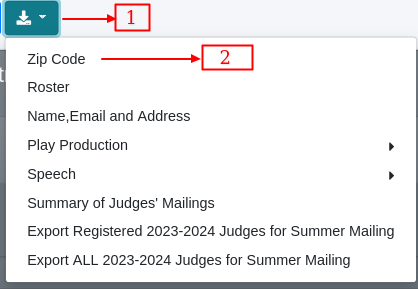 1
Zip Code
2
Roster
Name,Email and Address
Play Production
Speech
Summary of Judges' Mailings
Export Registered 2023-2024 Judges for Summer Mailing
Export ALL 2023-2024 Judges for Summer Mailing